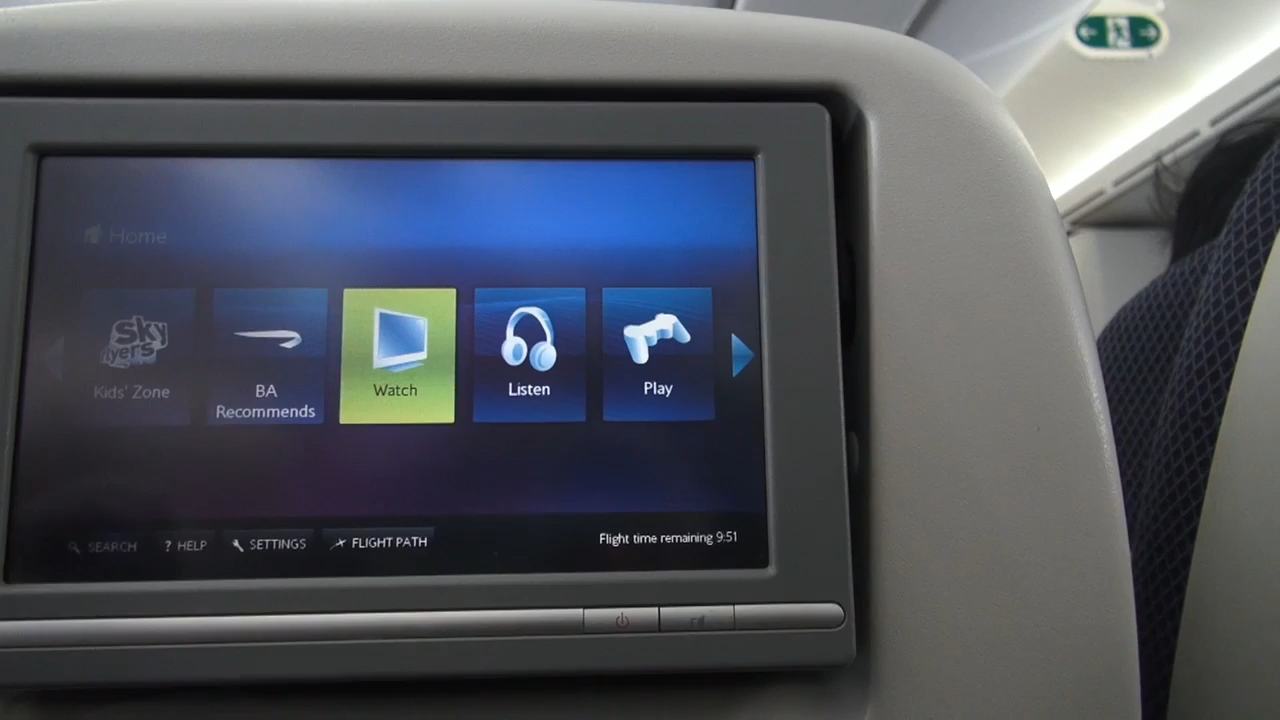 Home
sky
flyers
Kids' Zone
BA
Recommends
Watch
Listen
Play
SEARCH
? HELP
SETTINGS
FLIGHT PATH
Flight time remaining 9:51